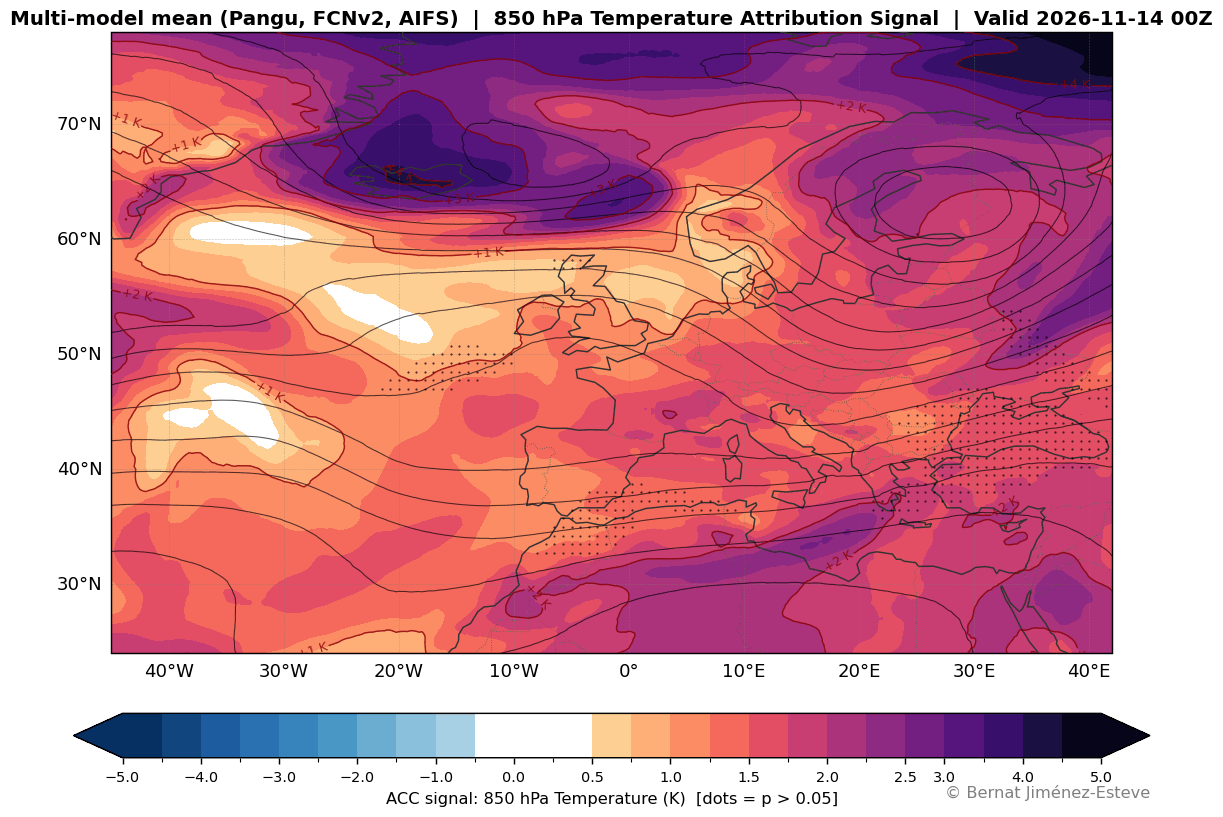 Multi-model mean (Pangu, FCNv2, AIFS) | 850 hPa Temperature Attribution Signal | Valid 2026-11-14 00Z
70°N
60°N
50°N
40°N
30°N
+1 K
+1 K
+2 K
+4 K
+1 K
+2 K
+1 K
+2 K
+2 K
+1 K
40°W
30°W
20°W
10°W
0°
10°E
20°E
30°E
40°E
−5.0
−4.0
−3.0
−2.0
−1.0
0.0
0.5
1.0
1.5
2.0
2.5
3.0
4.0
5.0
ACC signal: 850 hPa Temperature (K) [dots = p > 0.05]
© Bernat Jiménez-Esteve